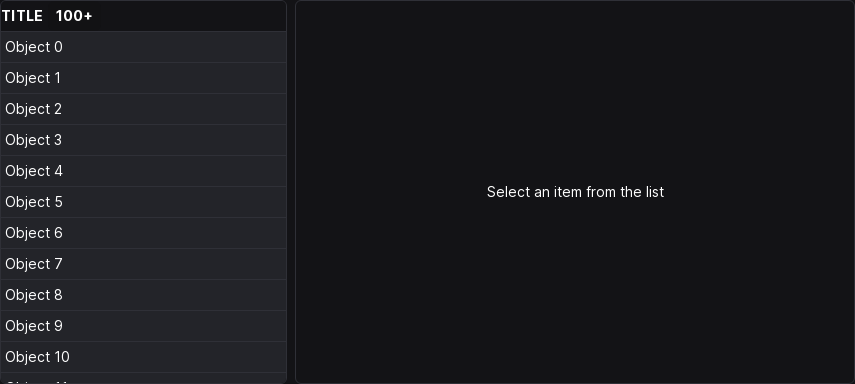 TITLE 100+
Object 0
Object 1
Object 2
Object 3
Object 4
Object 5
Object 6
Object 7
Object 8
Object 9
Object 10
Select an item from the list